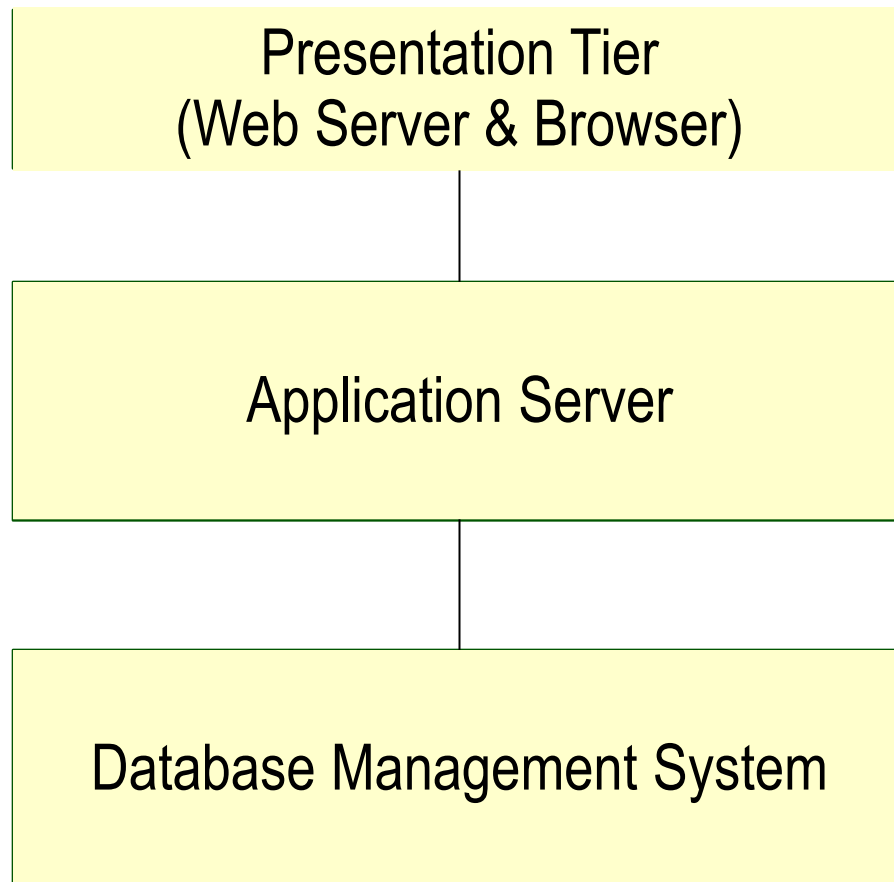 Presentation Tier
(Web Server & Browser)
Application Server
Database Management System